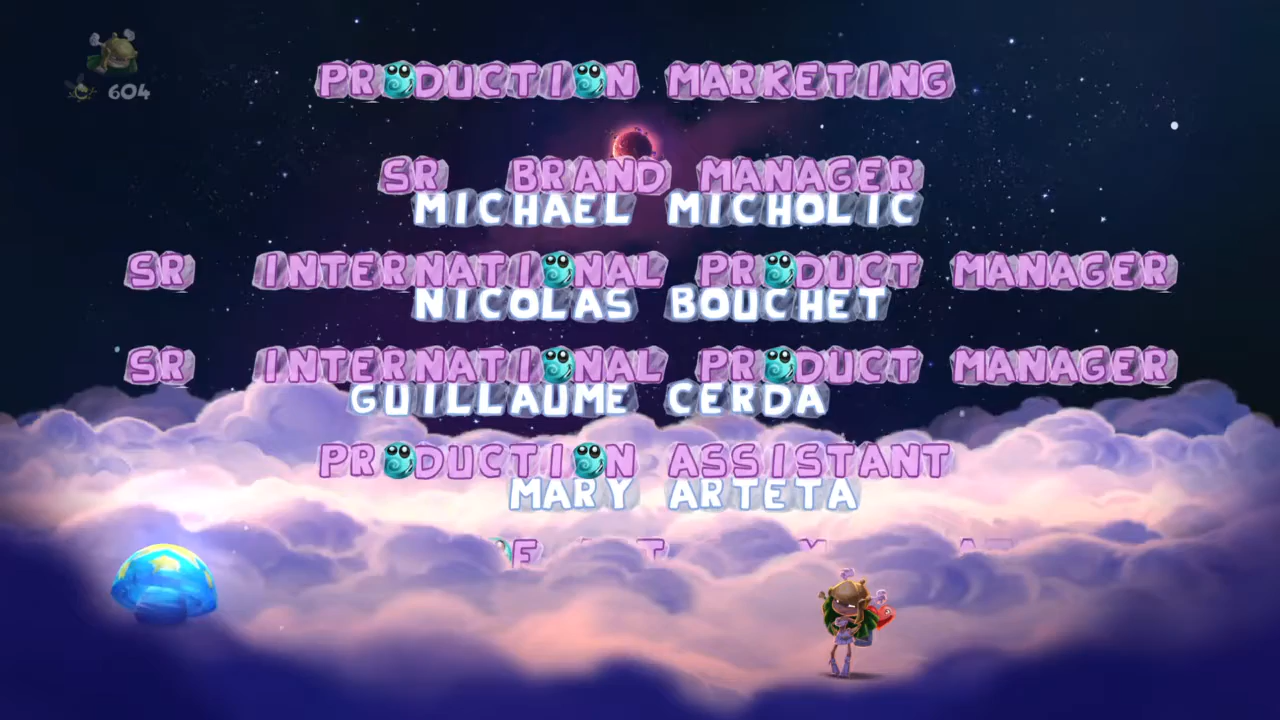 604
PRODUCTION MARKETING
SR BRAND MANAGER
MICHAEL MICHOLIC
SR INTERNATIONAL PRODUCT MANAGER
NICOLAS BOUCHET
SR INTERNATIONAL PRODUCT MANAGER
GUILLAUME CERDA
PRODUCTION ASSISTANT
MARY ARTETA